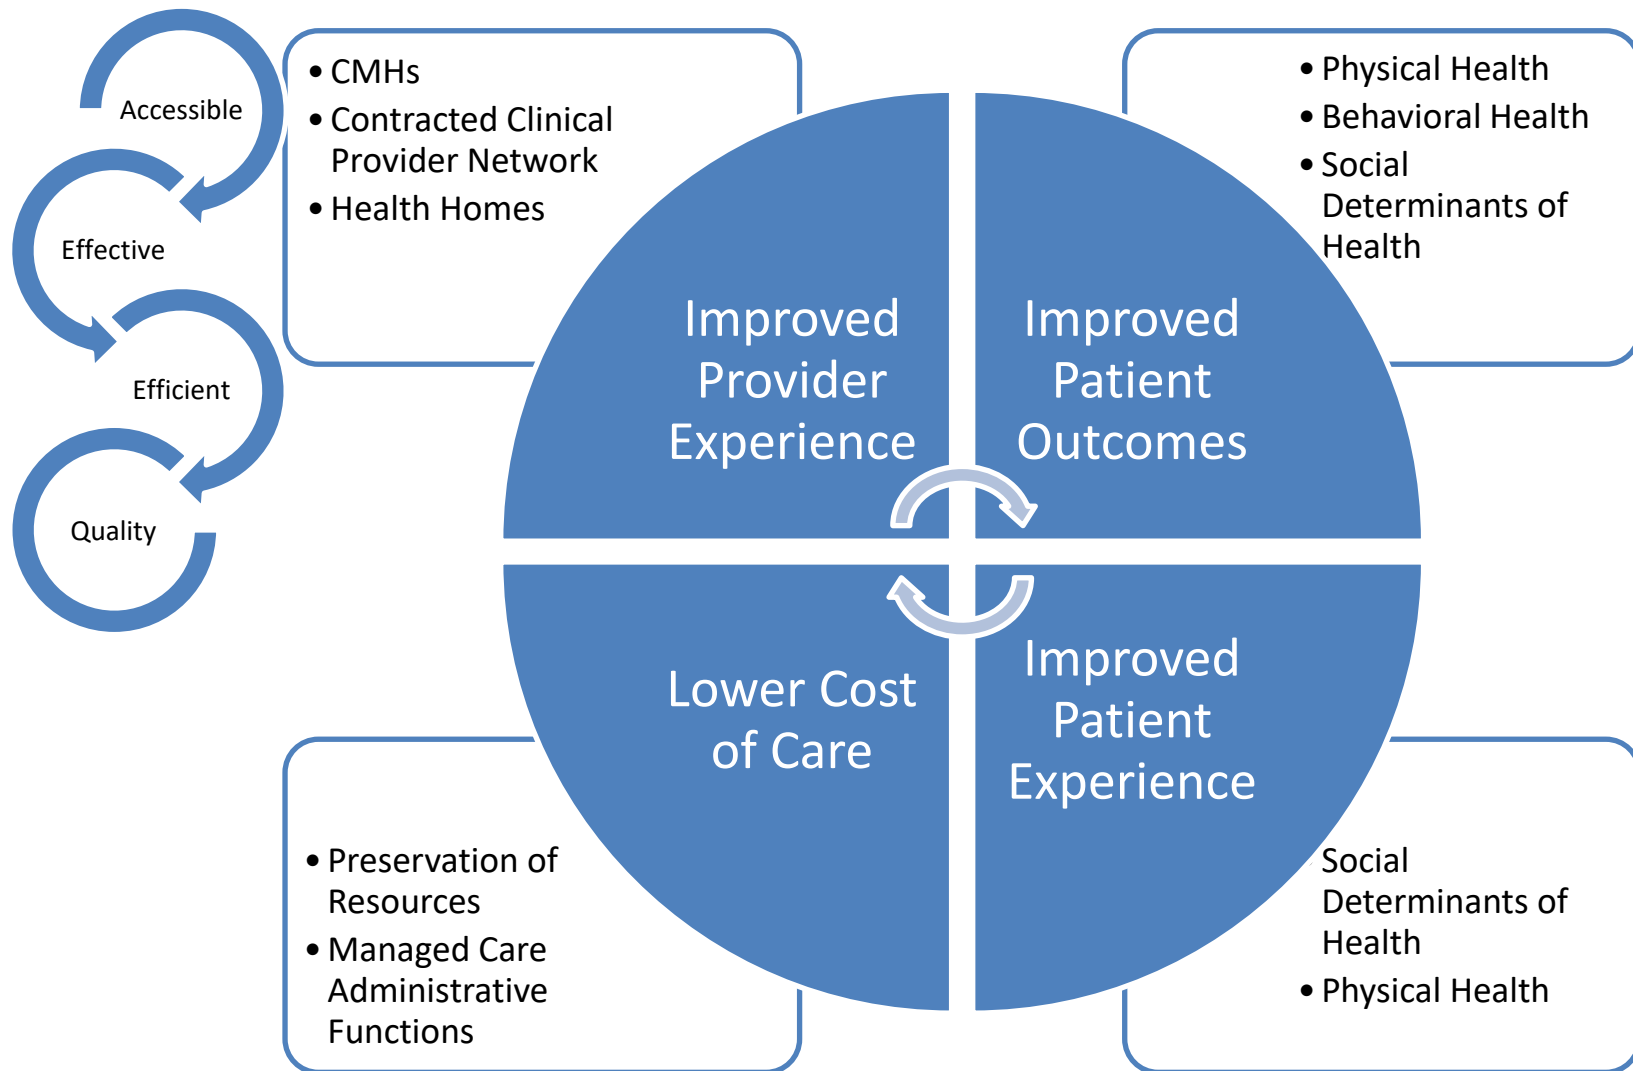 Accessible
Effective
Efficient
Quality
• CMHs
• Contracted Clinical
Provider Network
• Health Homes
• Physical Health
• Behavioral Health
• Social
Determinants of
Health
Improved
Provider
Experience
Improved
Patient
Outcomes
Lower Cost
of Care
Improved
Patient
Experience
• Preservation of
Resources
• Managed Care
Administrative
Functions
Social
Determinants of
Health
• Physical Health